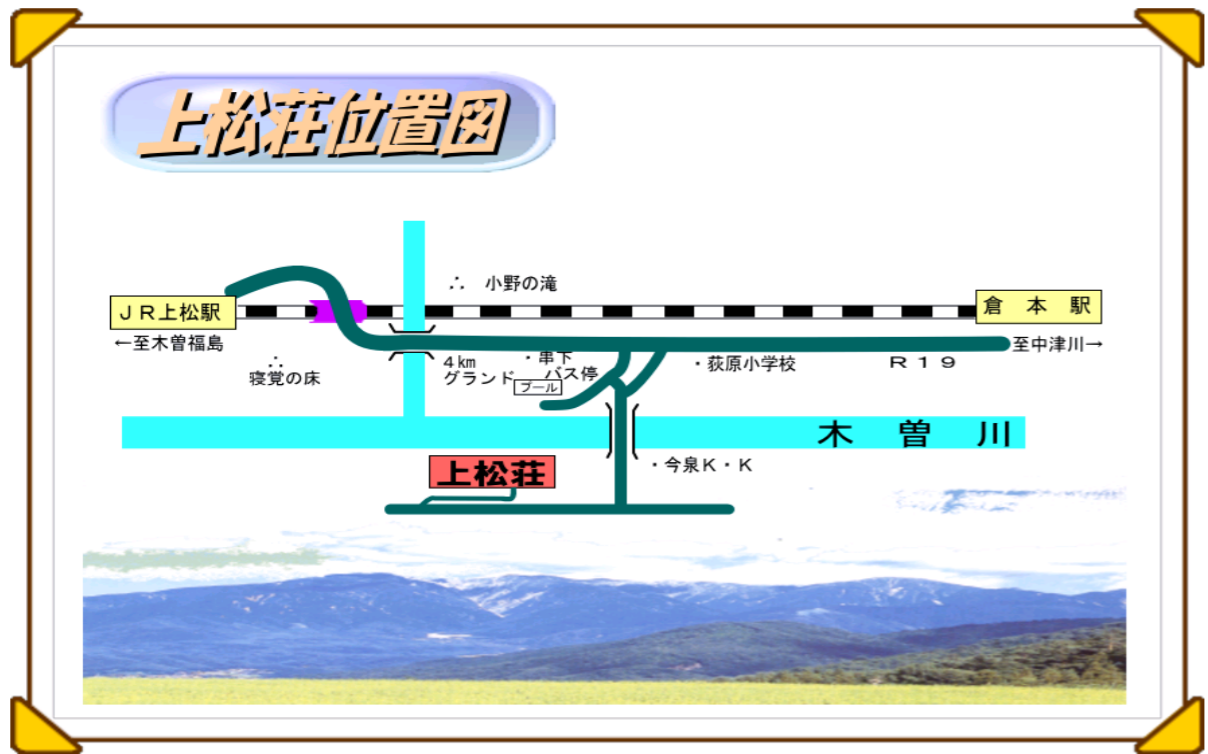 上松荘位置図
∴ 小野の滝
ＪＲ上松駅
倉 本 駅
←至木曽福島
至中津川→
∴
寝覚の床
４㎞
グランド
・串下
バス停
プール
・荻原小学校
Ｒ１９
木 曽 川
上松荘
・今泉Ｋ・Ｋ